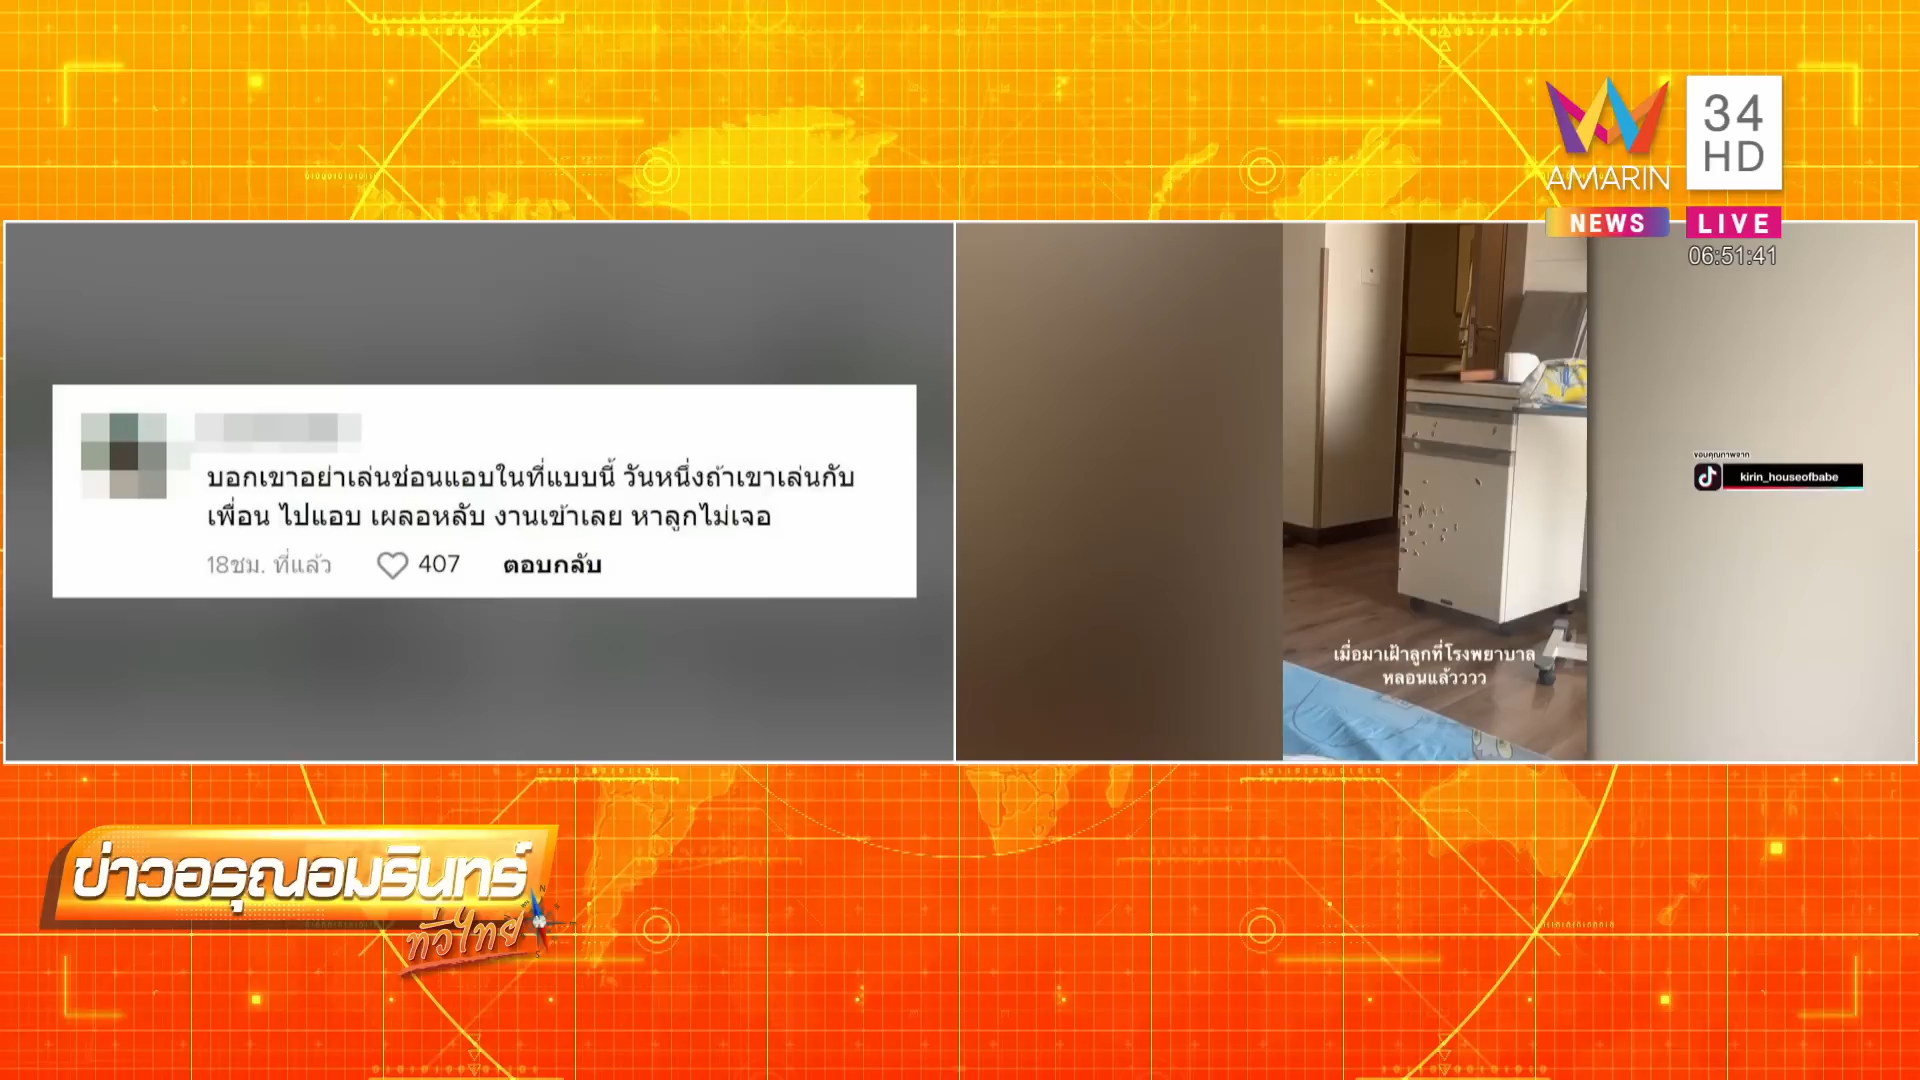 AMARIN
34
HD
NEWS
LIVE
06:51:41
บอกเขาอย่าเล่นซ่อนแอบในที่แบบนี้ วันหนึ่งถ้าเขาเล่นกับ
เพื่อน ไปแอบ เผลอหลับ งานเข้าเลย หาลูกไม่เจอ
18ชม. ที่แล้ว 407 ตอบกลับ
ขอบคุณภาพจาก
kirin_houseofbabe
เมื่อมาเฝ้าลูกที่โรงพยาบาล
หลอนแล้วววว
ข่าวอรุณอมรินทร์
ทั่วไทย